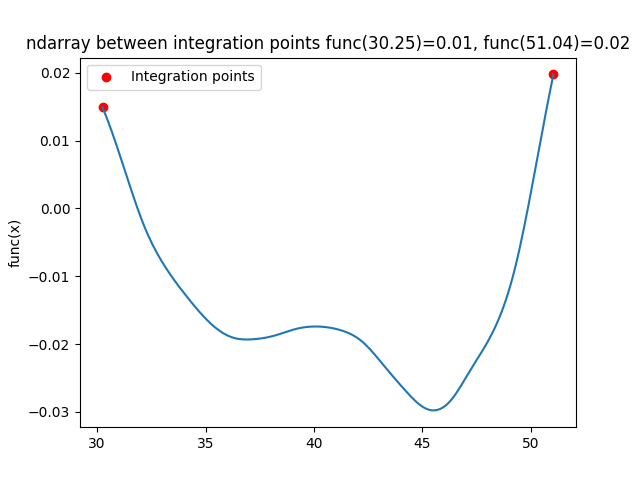 ndarray between integration points func(30.25)=0.01, func(51.04)=0.02
Integration points
func(x)
0.02
0.01
0.00
−0.01
−0.02
−0.03
30 35 40 45 50